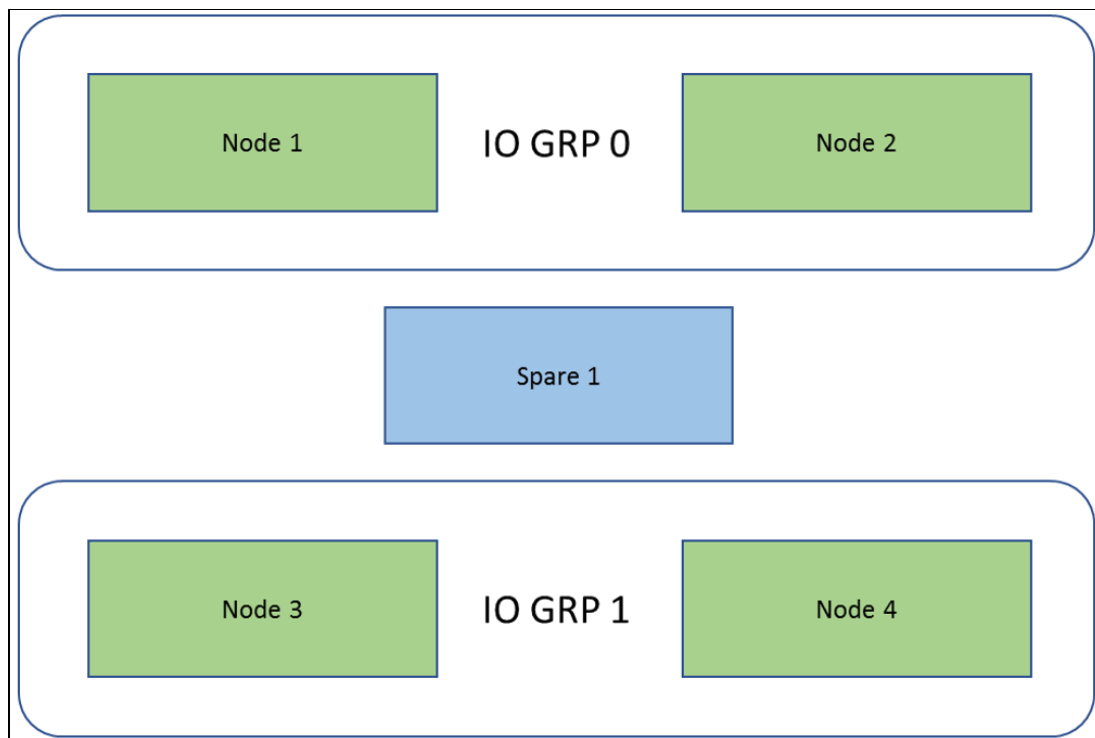 Node 1
IO GRP 0
Node 2
Spare 1
Node 3
IO GRP 1
Node 4